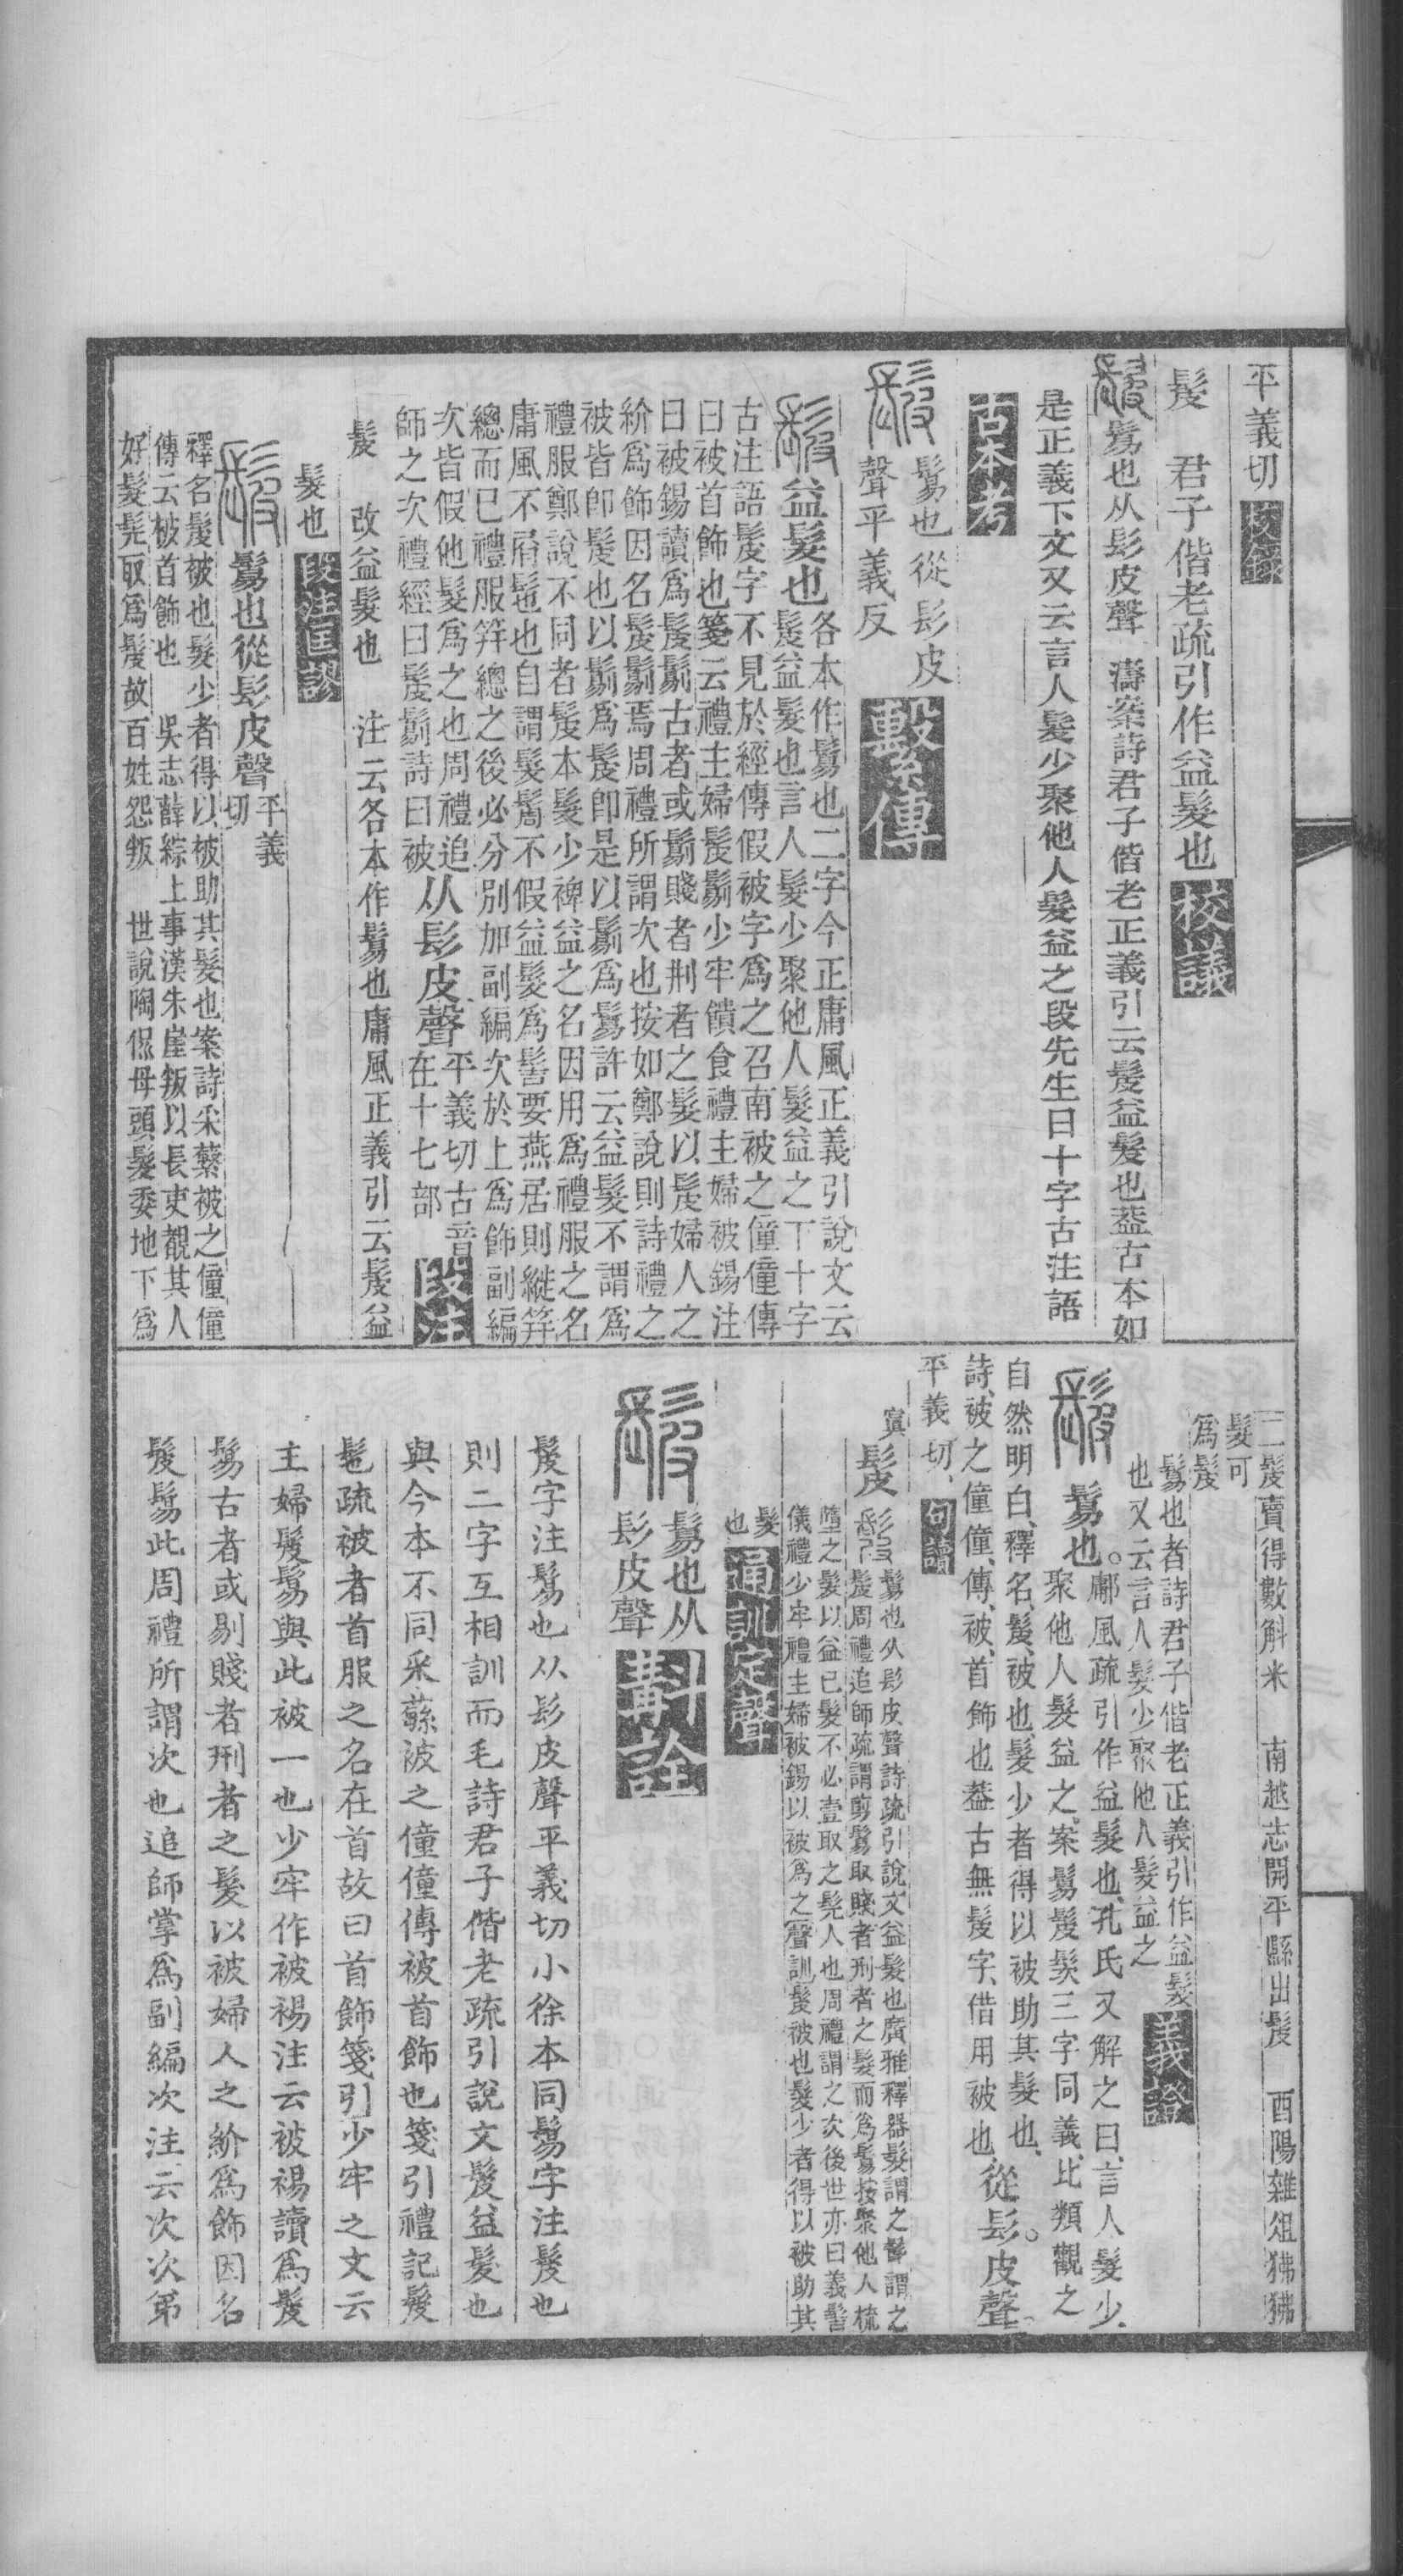 平義切 校錄
髲 君子偕老疏引作益髮也 校議
髲 鬄也从髟皮聲 濤案詩君子偕老正義引云髲益髮也葢古本如
是正義下文又云言人髮少聚他人髮益之段先生曰十字古注語
古本考
髲 鬄也從髟皮
聲平義反 繫傳
髲 益髮也 各本作鬄也二字今正庸風正義引說文云
髲益髮也言人髮少聚他人髮益之下十字
古注語髲字不見於經傳假被字爲之召南被之僮僮傳
曰被首飾也箋云禮主婦髲鬄少牢饋食禮主婦被錫注
曰被錫讀爲髲鬄古者或鬄賤者刑者之髮以髲婦人之
紒爲飾因名髲鬄焉周禮所謂次也按如鄭說則詩禮之
被皆卽髲也以鬄爲髲卽是以鬄爲鬄許云益髮不謂爲
禮服鄭說不同者髲本髮少裨益之名因用爲禮服之名
庸風不屑髢也自謂髮鬄不假益髮爲髻要燕居則縰筓
總而已禮服筓總之後必分別加副編次於上爲飾副編
次皆假他髮爲之也周禮追
師之次禮經曰髲鬄詩曰被 从髟皮聲 平義切古音
在十七部 段注
髲 改益髮也 注云各本作鬄也庸風正義引云髲益
髮也 段注匡謬
髲 鬄也從髟皮聲 平義
切
釋名髲被也髮少者得以被助其髮也案詩采蘩被之僮僮
傳云被首飾也 吳志薛綜上事漢朱崖叛以長吏覩其人
好髮髡取爲髲故百姓怨叛 世說陶侃母頭髮委地下爲
二髲賣得數斛米 南越志開平縣出髲 酉陽雜俎狒狒
髮可
爲髲
鬄也者詩君子偕老正義引作益髮
也又云言人髮少聚他人髮益之 義證
髲 鬄也。鄘風疏引作益髮也、孔氏又解之曰、言人髮少、
聚他人髮益之、案鬄髲髮三字同義、比類觀之
自然明白、釋名、髲、被也、髮少者得以被助其髮也、
詩、被之僮僮、傳、被、首飾也葢古無髲字、借用被也 從髟。皮聲。
平義切、 句讀
髲 鬄也从髟皮聲詩疏引說文益髮也廣雅釋器髲謂之髢謂之
髲周禮追師疏謂剪鬄取賤者刑者之髮而爲鬄按聚他人梳
墮之髮以益已髮不必壹取之髡人也周禮謂之次後世亦曰義髻
儀禮少牢禮主婦被錫以被爲之 聲訓 髲被也髮少者得以被助其
髮
也 通訓定聲
髲 鬄也从
髟皮聲 斠詮
髲字注鬄也从髟皮聲平義切小徐本同鬄字注髲也
則二字互相訓而毛詩君子偕老疏引說文髲益髮也
與今本不同采蘩被之僮僮傳被首飾也箋引禮記髲
髢疏被者首服之名在首故曰首飾箋引少牢之文云
主婦髲鬄與此被一也少牢作被裼注云被裼讀爲髲
鬄古者或剔賤者刑者之髮以被婦人之紒爲飾因名
髲鬄此周禮所謂次也追師掌爲副編次注云次次第